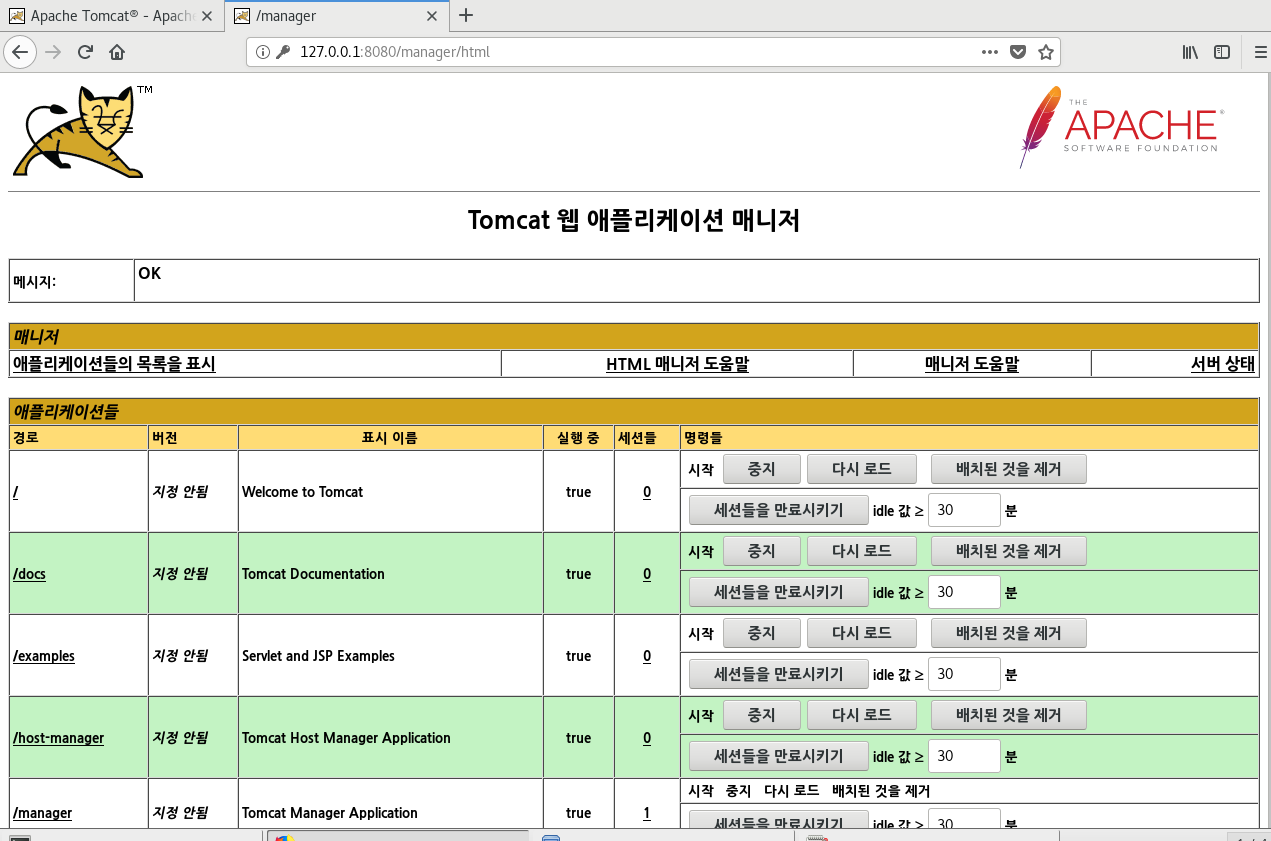 Apache Tomcat® - Apache
/manager
127.0.0.1:8080/manager/html
TM
THE
APACHE®
SOFTWARE FOUNDATION
Tomcat 웹 애플리케이션 매니저
메시지: OK
매니저
애플리케이션들의 목록을 표시 HTML 매니저 도움말 매니저 도움말 서버 상태
애플리케이션들
경로 버전 표시 이름 실행 중 세션들 명령들
/ 지정 안됨 Welcome to Tomcat true 0 시작 중지 다시 로드 배치된 것을 제거
세션들을 만료시키기 idle 값 ≥ 30 분
/docs 지정 안됨 Tomcat Documentation true 0 시작 중지 다시 로드 배치된 것을 제거
세션들을 만료시키기 idle 값 ≥ 30 분
/examples 지정 안됨 Servlet and JSP Examples true 0 시작 중지 다시 로드 배치된 것을 제거
세션들을 만료시키기 idle 값 ≥ 30 분
/host-manager 지정 안됨 Tomcat Host Manager Application true 0 시작 중지 다시 로드 배치된 것을 제거
세션들을 만료시키기 idle 값 ≥ 30 분
/manager 지정 안됨 Tomcat Manager Application true 1 시작 중지 다시 로드 배치된 것을 제거
세션들을 만료시키기 idle 값 ≥ 30 분